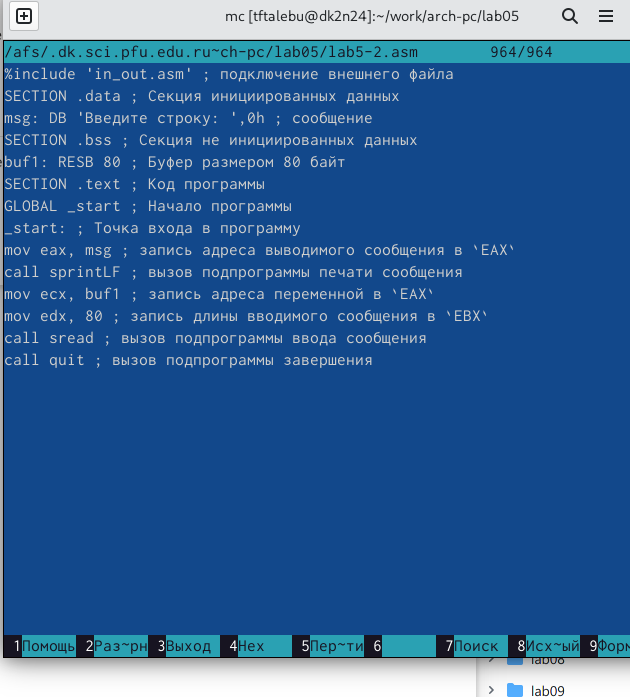 mc [tftalebu@dk2n24]:~/work/arch-pc/lab05
/afs/.dk.sci.pfu.edu.ru~ch-pc/lab05/lab5-2.asm 964/964
%include 'in_out.asm' ; подключение внешнего файла
SECTION .data ; Секция инициированных данных
msg: DB 'Введите строку: ',0h ; сообщение
SECTION .bss ; Секция не инициированных данных
buf1: RESB 80 ; Буфер размером 80 байт
SECTION .text ; Код программы
GLOBAL _start ; Начало программы
_start: ; Точка входа в программу
mov eax, msg ; запись адреса выводимого сообщения в `EAX`
call sprintLF ; вызов подпрограммы печати сообщения
mov ecx, buf1 ; запись адреса переменной в `EAX`
mov edx, 80 ; запись длины вводимого сообщения в `EBX`
call sread ; вызов подпрограммы ввода сообщения
call quit ; вызов подпрограммы завершения
1Помощь 2Раз~рн 3Выход 4Hex 5Пер~ти 6 7Поиск 8Исх~ый 9Форм
lab08
lab09